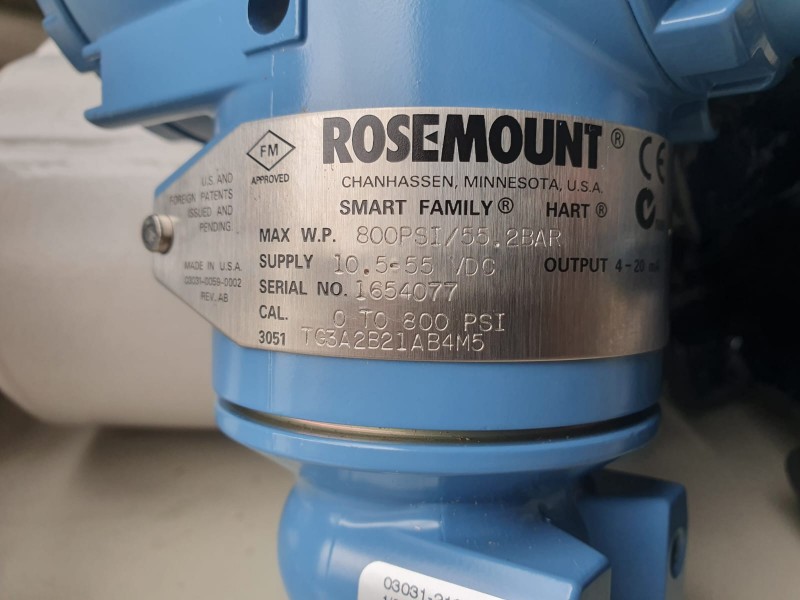 FM
APPROVED
ROSEMOUNT®
CHANHASSEN, MINNESOTA, U.S.A.
SMART FAMILY® HART®
CE
U.S. AND
FOREIGN PATENTS
ISSUED AND
PENDING
MAX W.P. 800PSI/55.2BAR
SUPPLY 10.5-55 VDC OUTPUT 4-20
MADE IN U.S.A.
REV. AB
SERIAL NO. 1654077
CAL. 0 TO 800 PSI
3051 TG3A2B21AB4M5